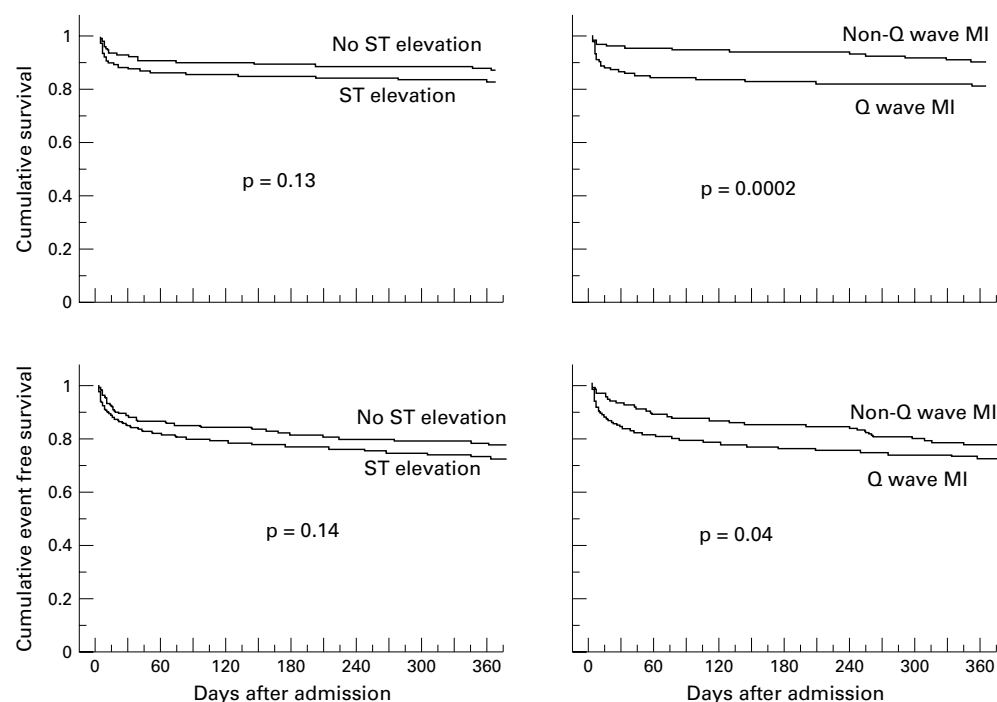 Cumulative survival
1
0.8
0.6
0.4
0.2
0
No ST elevation
ST elevation
p = 0.13
Non-Q wave MI
Q wave MI
p = 0.0002
Cumulative event free survival
1
0.8
0.6
0.4
0.2
0
No ST elevation
ST elevation
p = 0.14
0 60 120 180 240 300 360
Days after admission
Non-Q wave MI
Q wave MI
p = 0.04
0 60 120 180 240 300 360
Days after admission